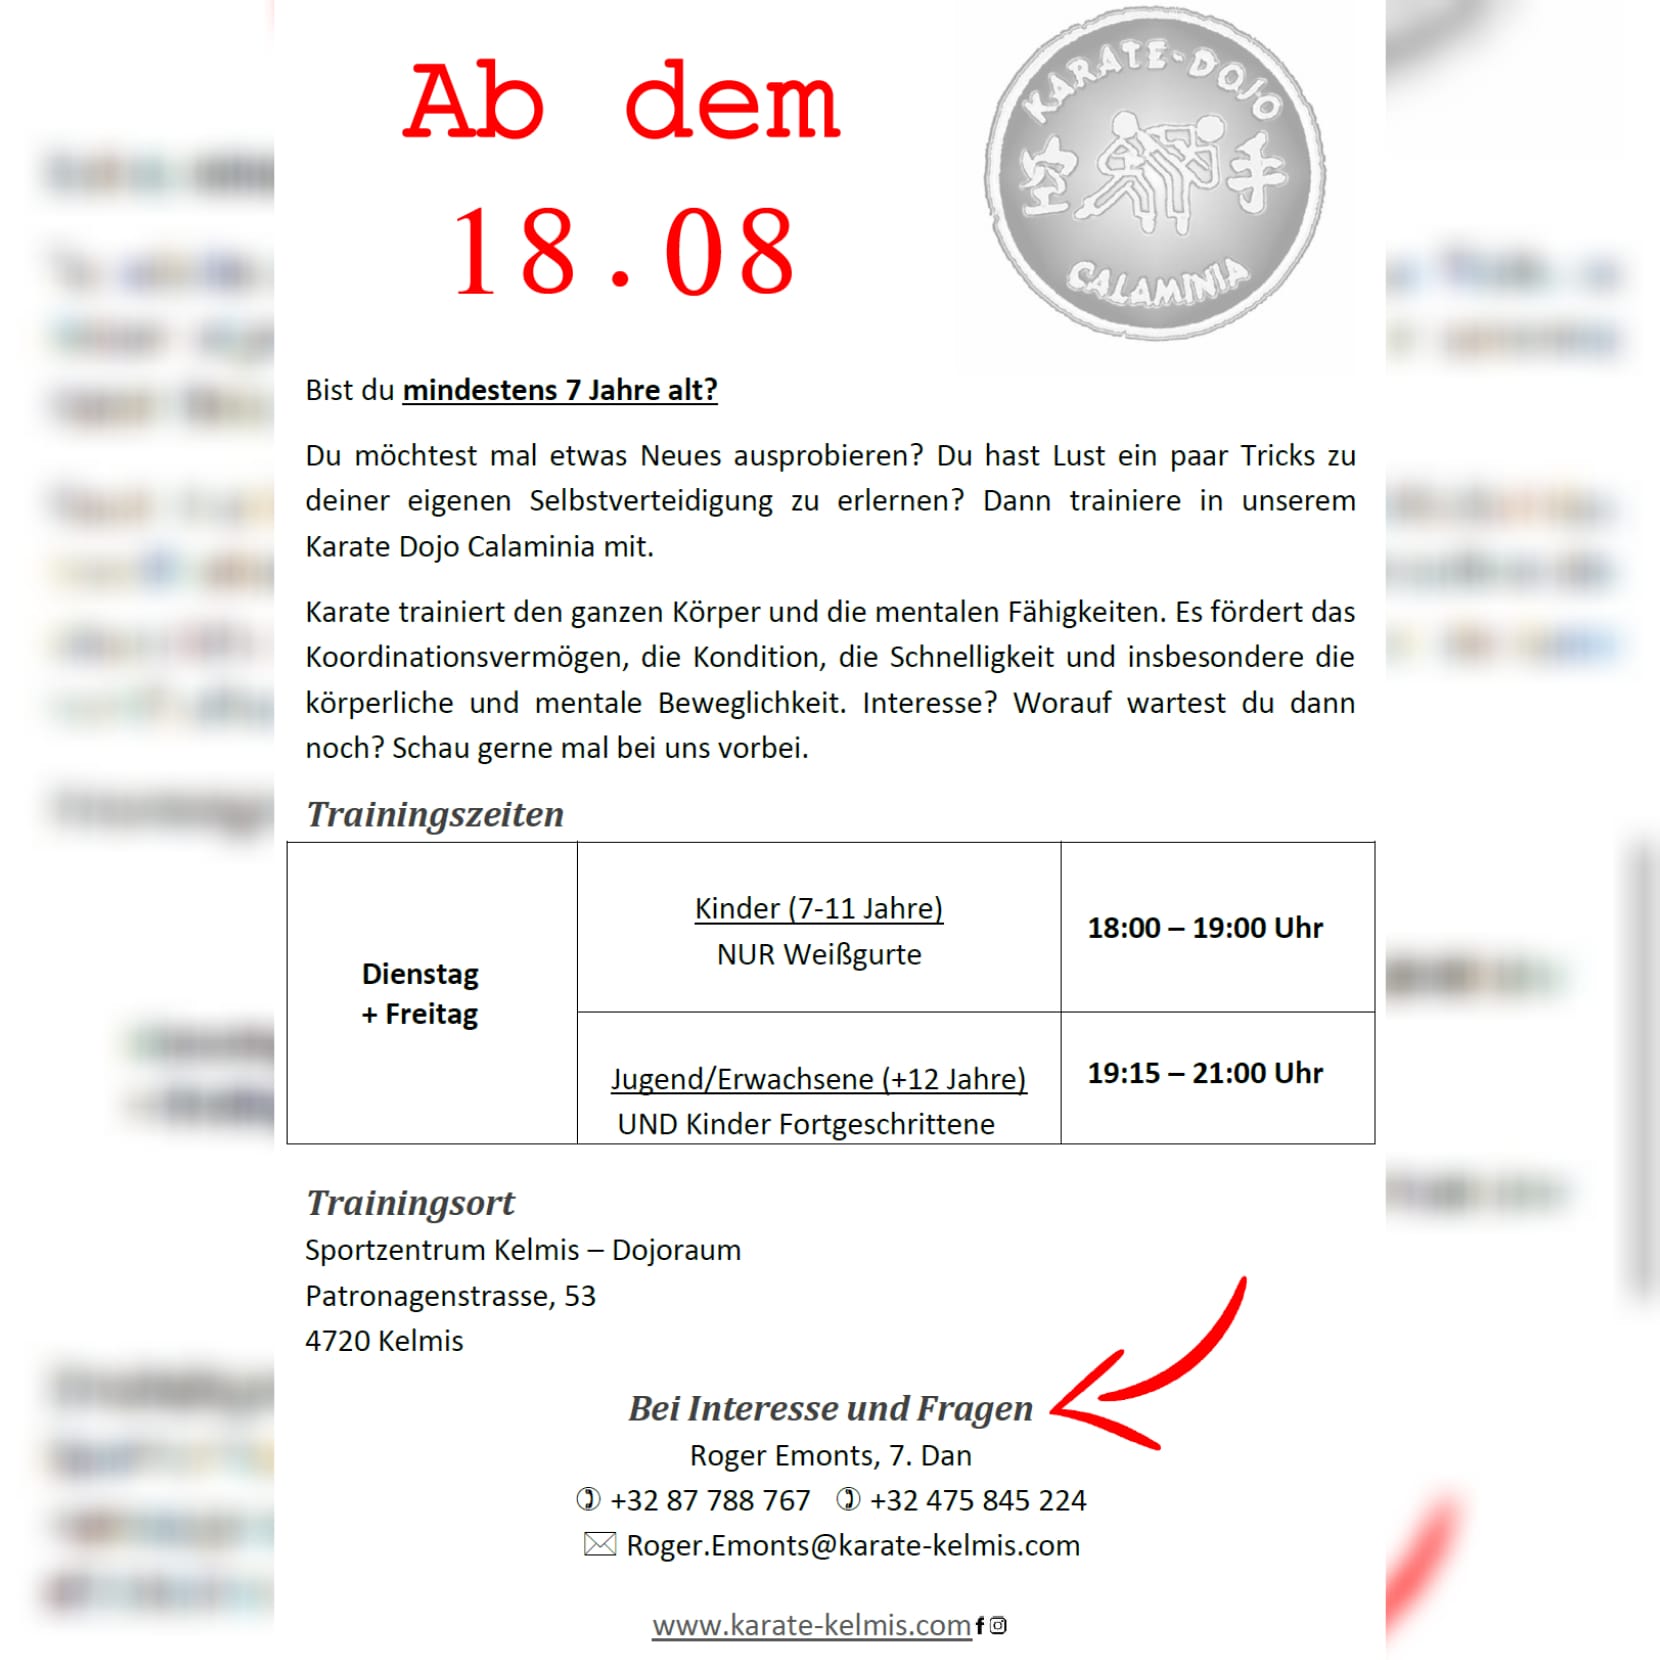 Ab dem
18.08
KARATE-DOJO
空 手
CALAMINIA
Bist du mindestens 7 Jahre alt?
Du möchtest mal etwas Neues ausprobieren? Du hast Lust ein paar Tricks zu
deiner eigenen Selbstverteidigung zu erlernen? Dann trainiere in unserem
Karate Dojo Calaminia mit.
Karate trainiert den ganzen Körper und die mentalen Fähigkeiten. Es fördert das
Koordinationsvermögen, die Kondition, die Schnelligkeit und insbesondere die
körperliche und mentale Beweglichkeit. Interesse? Worauf wartest du dann
noch? Schau gerne mal bei uns vorbei.
Trainingszeiten
Dienstag
+ Freitag
Kinder (7-11 Jahre)
NUR Weißgurte
18:00 – 19:00 Uhr
Jugend/Erwachsene (+12 Jahre)
UND Kinder Fortgeschrittene
19:15 – 21:00 Uhr
Trainingsort
Sportzentrum Kelmis – Dojoraum
Patronagenstrasse, 53
4720 Kelmis
Bei Interesse und Fragen
Roger Emonts, 7. Dan
✆ +32 87 788 767 ✆ +32 475 845 224
✉ Roger.Emonts@karate-kelmis.com
www.karate-kelmis.com